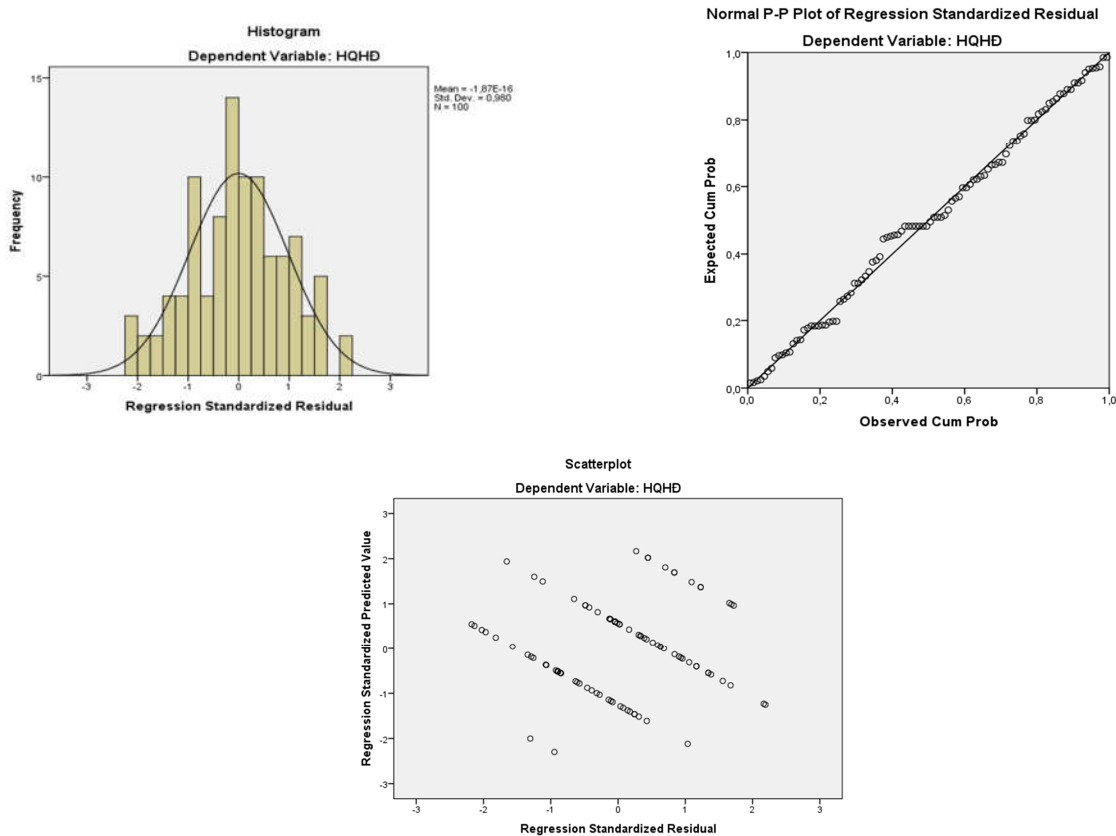 Histogram
Dependent Variable: HQHĐ
Mean = -1,87E-16
Std. Dev. = 0,980
N = 100
15
10
5
0
Frequency
-3 -2 -1 0 1 2 3
Regression Standardized Residual
Normal P-P Plot of Regression Standardized Residual
Dependent Variable: HQHĐ
1,0
0,8
0,6
0,4
0,2
0,0
Expected Cum Prob
0,0 0,2 0,4 0,6 0,8 1,0
Observed Cum Prob
Scatterplot
Dependent Variable: HQHĐ
3
2
1
0
-1
-2
-3
Regression Standardized Predicted Value
-3 -2 -1 0 1 2 3
Regression Standardized Residual